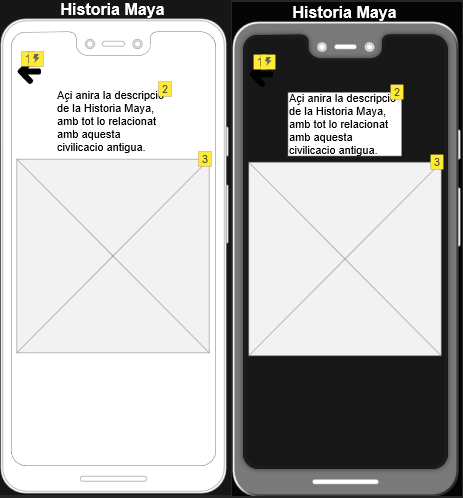 Historia Maya
1
2
Açi anira la descripcio
de la Historia Maya,
amb tot lo relacionat
amb aquesta
civilicacio antigua.
3
Historia Maya
1
2
Açi anira la descripcio
de la Historia Maya,
amb tot lo relacionat
amb aquesta
civilicacio antigua.
3